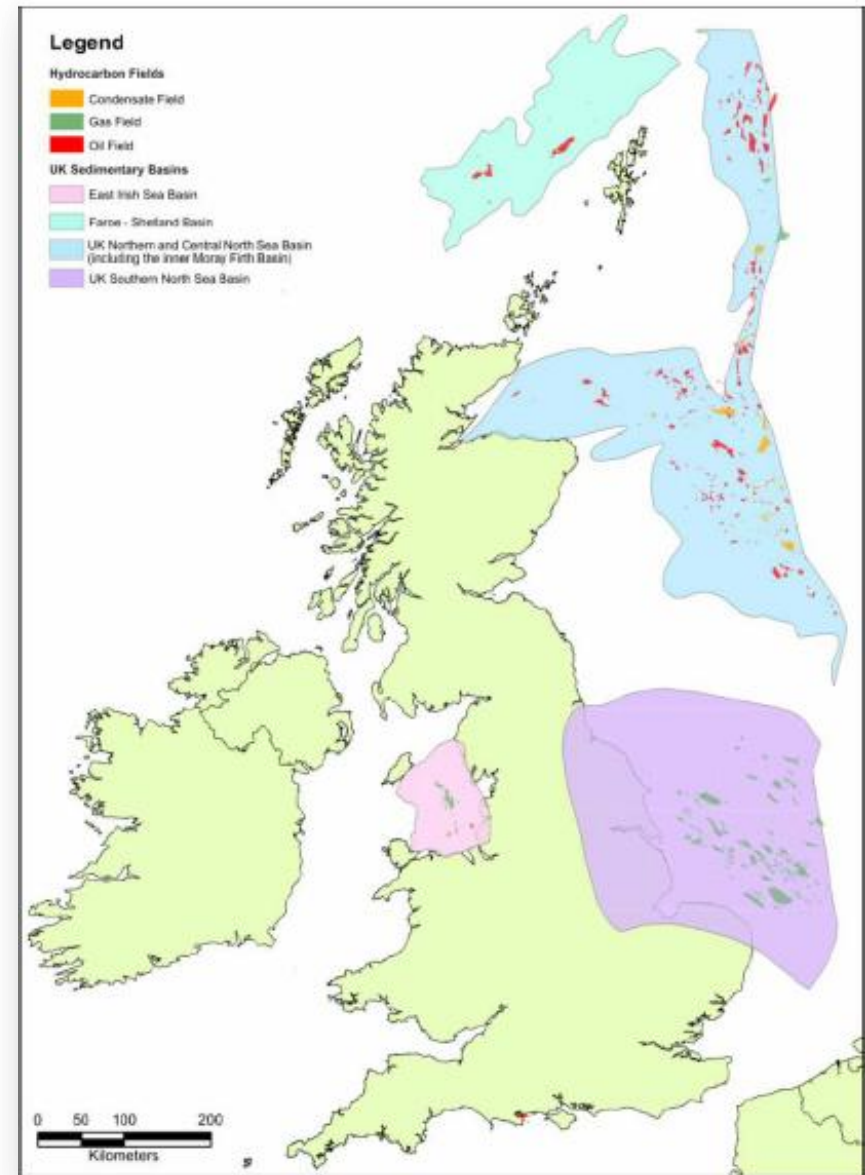 Legend
Hydrocarbon Fields
Condensate Field
Gas Field
Oil Field
UK Sedimentary Basins
East Irish Sea Basin
Faroe - Shetland Basin
UK Northern and Central North Sea Basin
(including the inner Moray Firth Basin)
UK Southern North Sea Basin
0 50 100 200
Kilometers